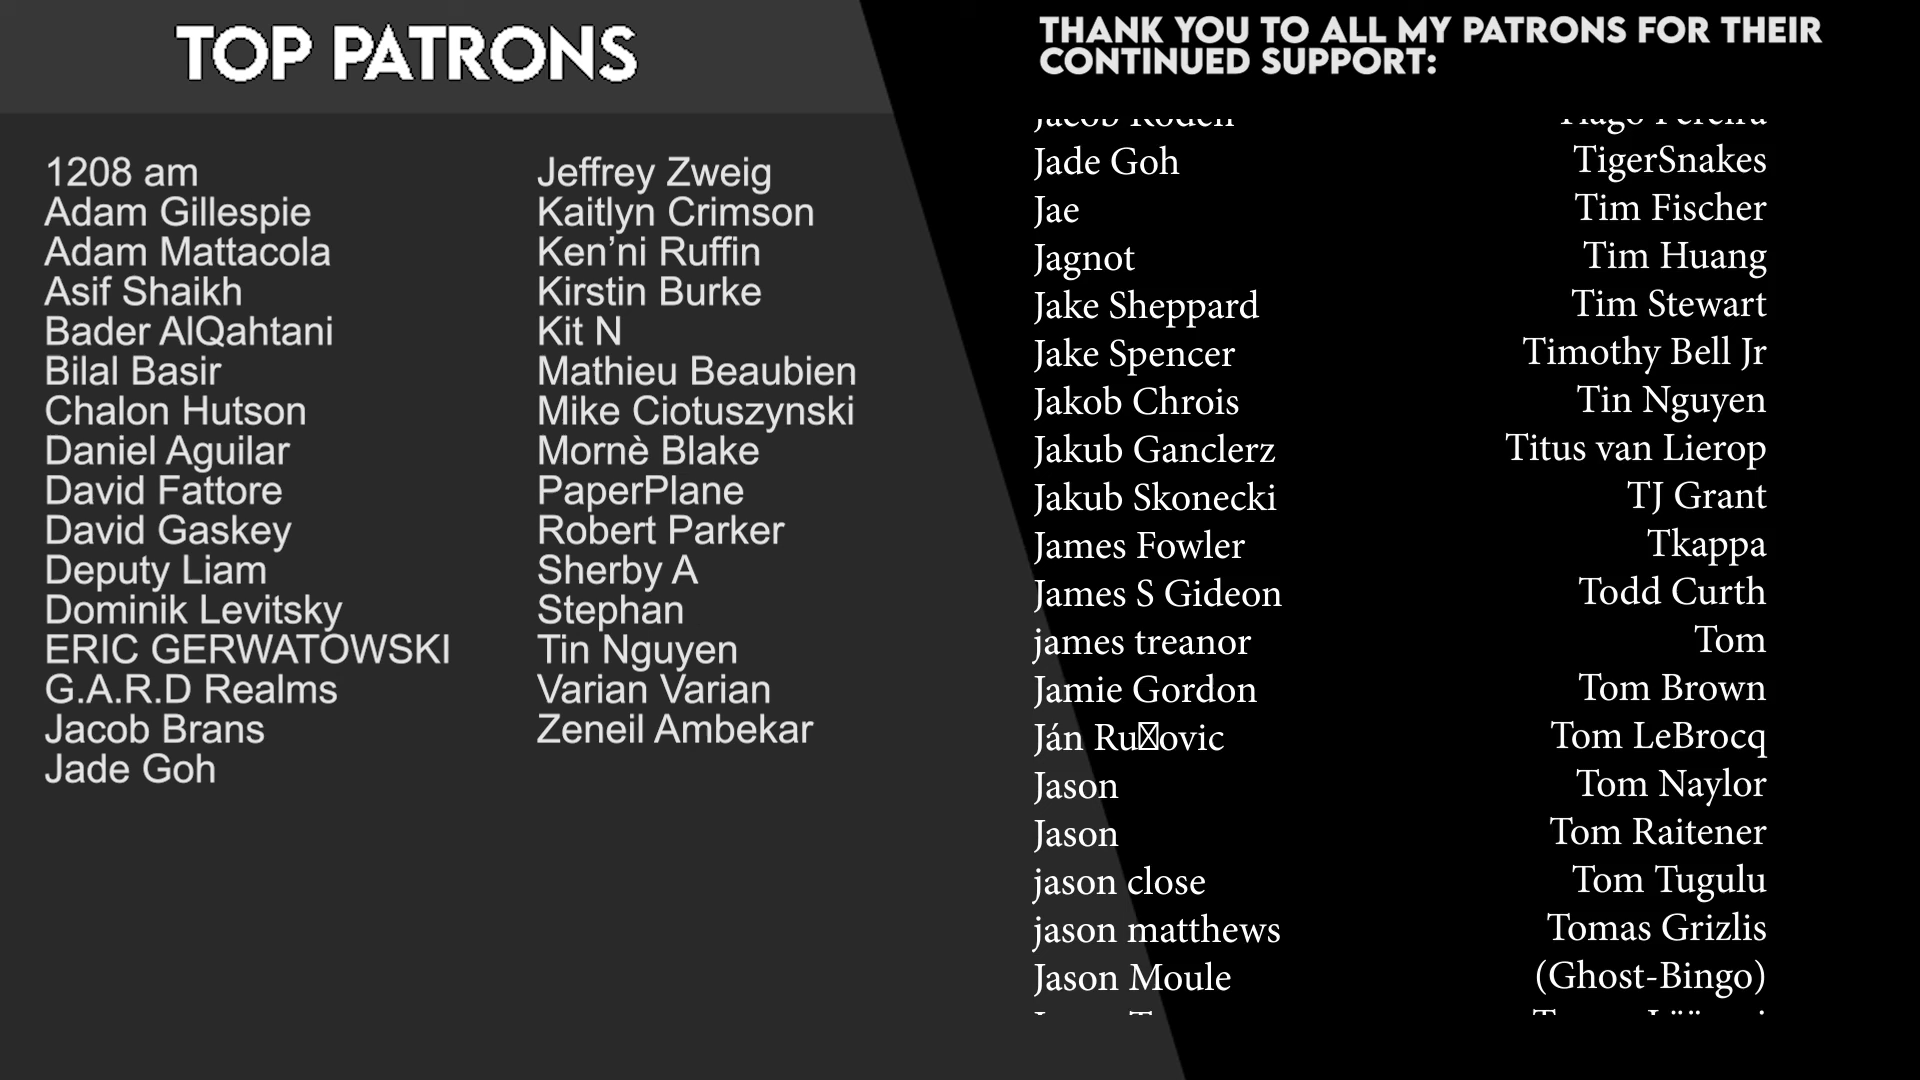 TOP PATRONS
1208 am
Adam Gillespie
Adam Mattacola
Asif Shaikh
Bader AlQahtani
Bilal Basir
Chalon Hutson
Daniel Aguilar
David Fattore
David Gaskey
Deputy Liam
Dominik Levitsky
ERIC GERWATOWSKI
G.A.R.D Realms
Jacob Brans
Jade Goh
Jeffrey Zweig
Kaitlyn Crimson
Ken’ni Ruffin
Kirstin Burke
Kit N
Mathieu Beaubien
Mike Ciotuszynski
Mornè Blake
PaperPlane
Robert Parker
Sherby A
Stephan
Tin Nguyen
Varian Varian
Zeneil Ambekar
THANK YOU TO ALL MY PATRONS FOR THEIR
CONTINUED SUPPORT:
Jacob Roden
Jade Goh
Jae
Jagnot
Jake Sheppard
Jake Spencer
Jakob Chrois
Jakub Ganclerz
Jakub Skonecki
James Fowler
James S Gideon
james treanor
Jamie Gordon
Ján
Jason
Jason
jason close
jason matthews
Jason Moule
Tiago Pereira
TigerSnakes
Tim Fischer
Tim Huang
Tim Stewart
Timothy Bell Jr
Tin Nguyen
Titus van Lierop
TJ Grant
Tkappa
Todd Curth
Tom
Tom Brown
Tom LeBrocq
Tom Naylor
Tom Raitener
Tom Tugulu
Tomas Grizlis
(Ghost-Bingo)